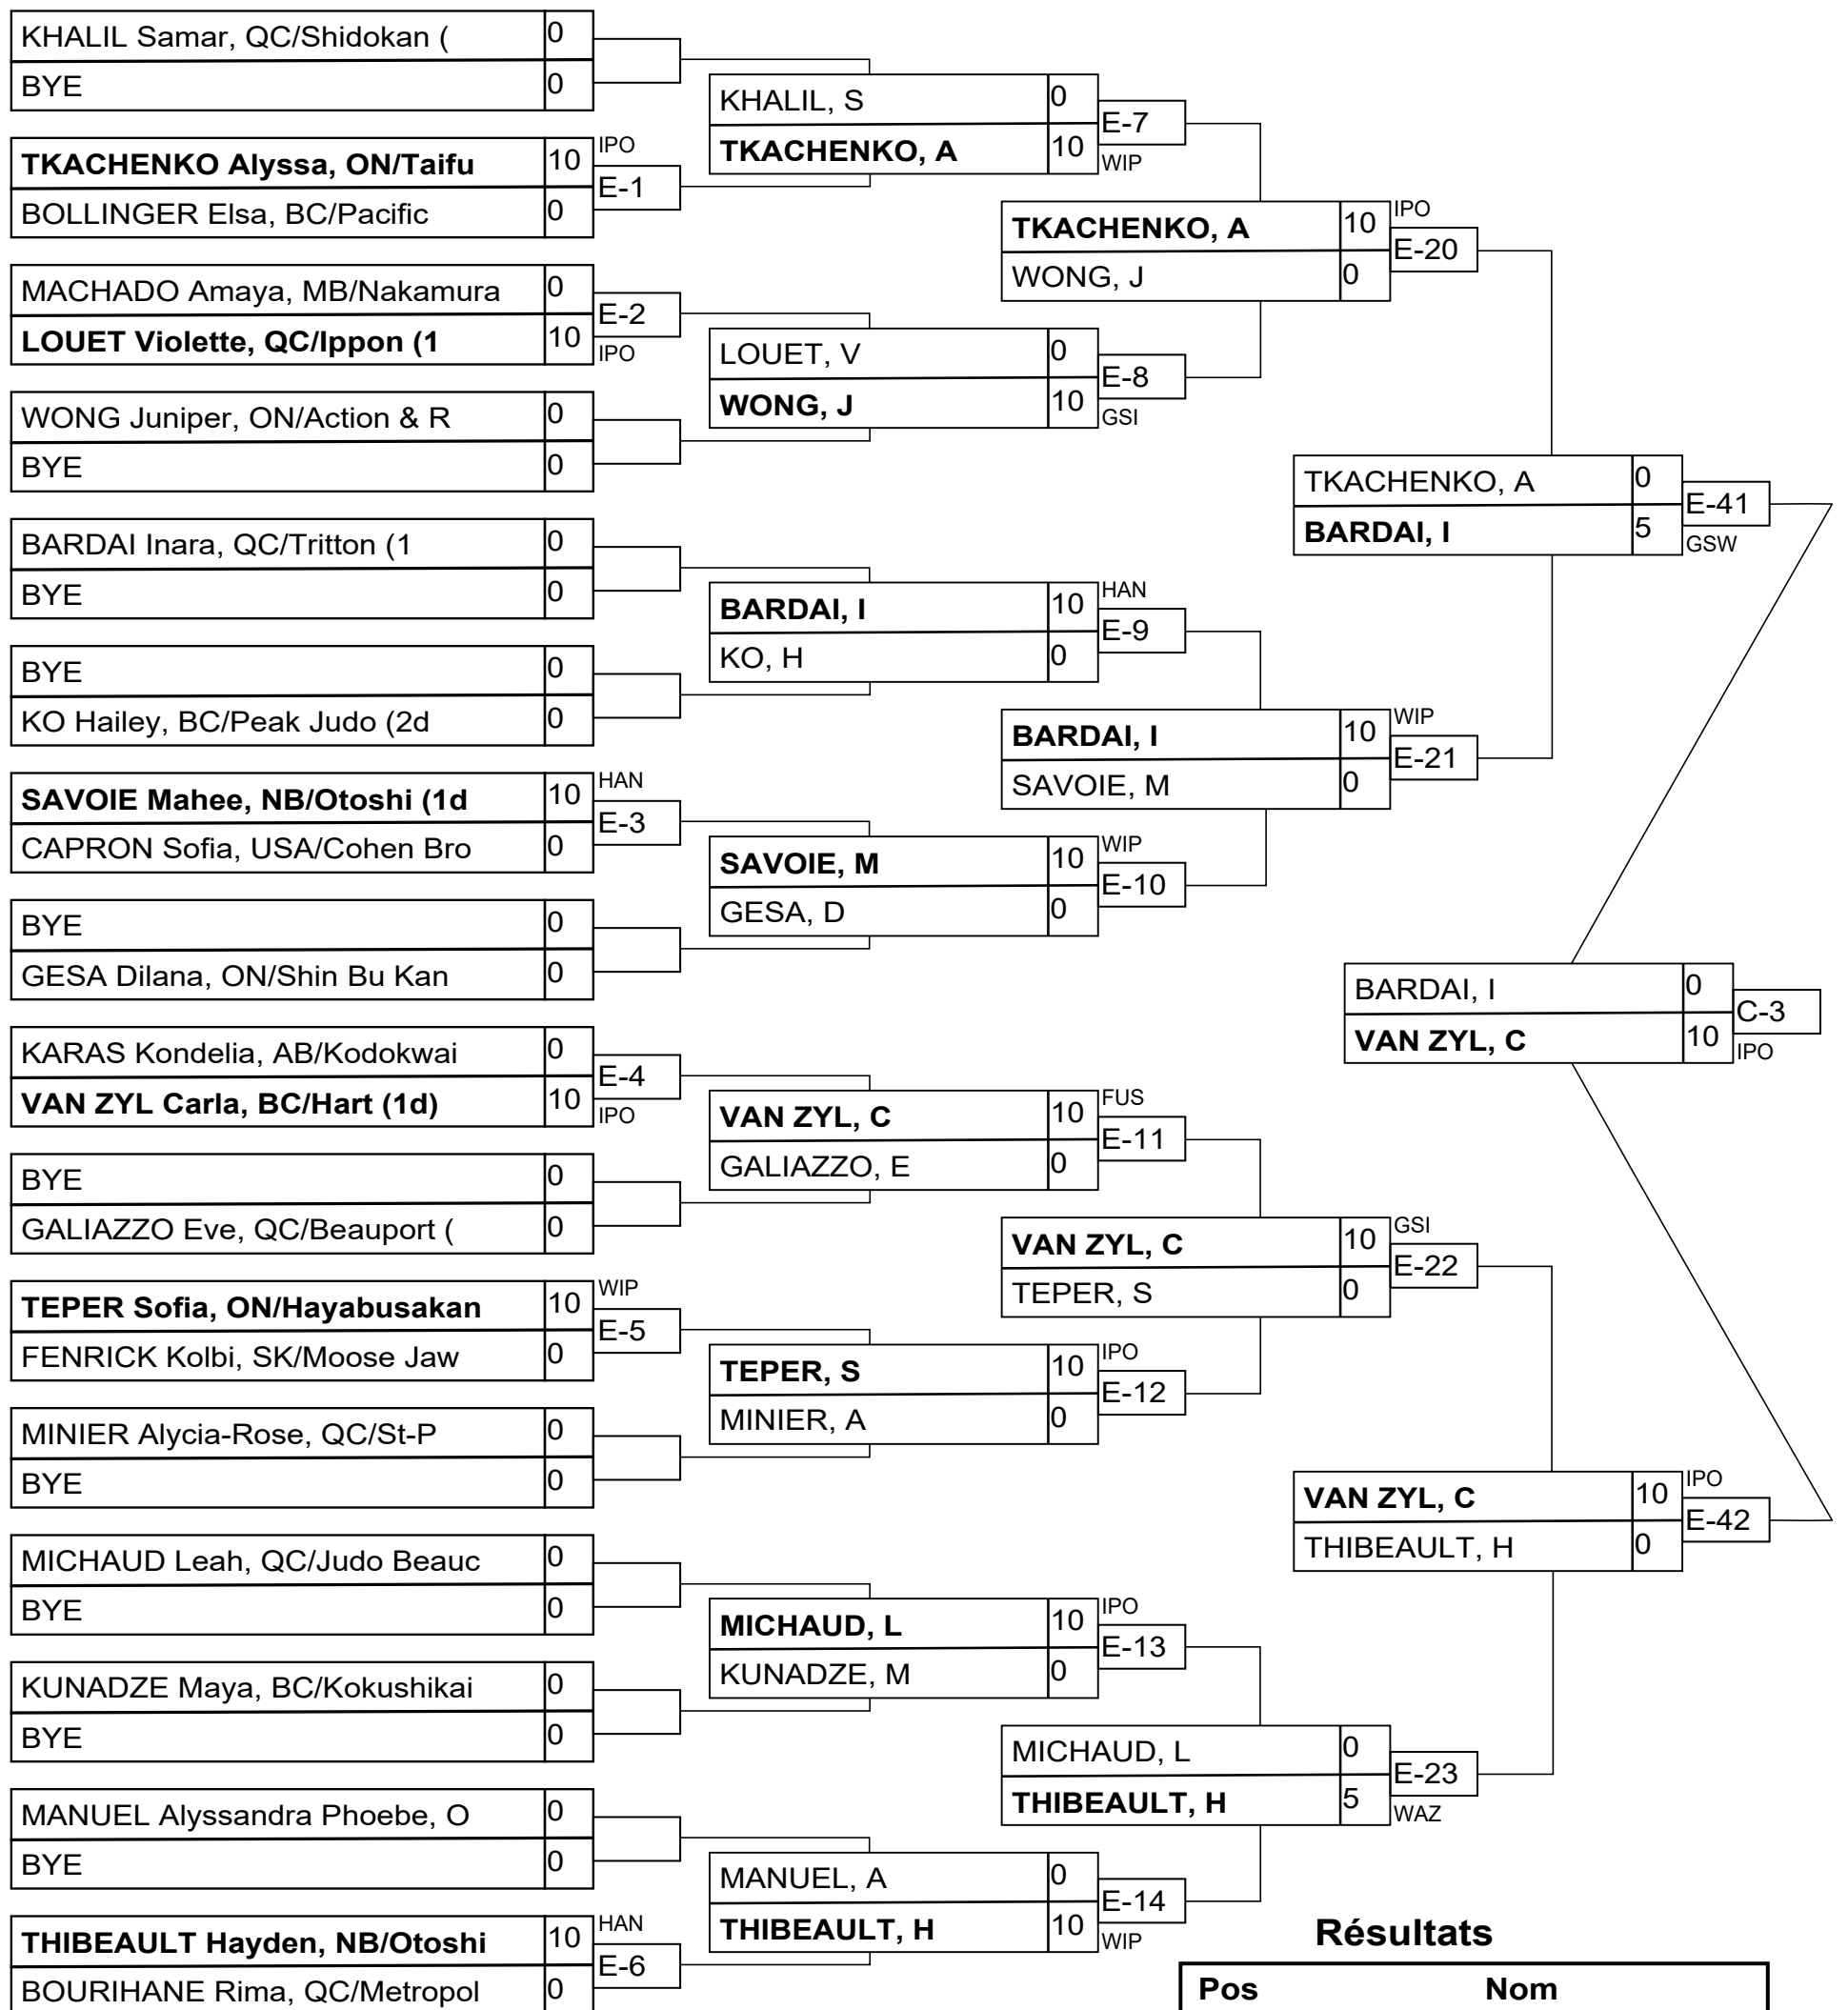 KHALIL Samar, QC/Shidokan ( 0
BYE 0
TKACHENKO Alyssa, ON/Taifu 10 IPO
E-1
BOLLINGER Elsa, BC/Pacific 0
MACHADO Amaya, MB/Nakamura 0
E-2
LOUET Violette, QC/Ippon (1 10 IPO
WONG Juniper, ON/Action & R 0
BYE 0
BARDAI Inara, QC/Tritton (1 0
BYE 0
BYE 0
KO Hailey, BC/Peak Judo (2d 0
SAVOIE Mahee, NB/Otoshi (1d 10 HAN
E-3
CAPRON Sofia, USA/Cohen Bro 0
BYE 0
GESA Dilana, ON/Shin Bu Kan 0
KARAS Kondelia, AB/Kodokwai 0
E-4
VAN ZYL Carla, BC/Hart (1d) 10 IPO
BYE 0
GALIAZZO Eve, QC/Beauport ( 0
TEPER Sofia, ON/Hayabusakan 10 WIP
E-5
FENRICK Kolbi, SK/Moose Jaw 0
MINIER Alycia-Rose, QC/St-P 0
BYE 0
MICHAUD Leah, QC/Judo Beauc 0
BYE 0
KUNADZE Maya, BC/Kokushikai 0
BYE 0
MANUEL Alyssandra Phoebe, O 0
BYE 0
THIBEAULT Hayden, NB/Otoshi 10 HAN
E-6
BOURIHANE Rima, QC/Metropol 0
KHALIL, S 0
E-7
TKACHENKO, A 10 WIP
LOUET, V 0
E-8
WONG, J 10 GSI
BARDAI, I 10 HAN
E-9
KO, H 0
SAVOIE, M 10 WIP
E-10
GESA, D 0
VAN ZYL, C 10 FUS
E-11
GALIAZZO, E 0
TEPER, S 10 IPO
E-12
MINIER, A 0
MICHAUD, L 10 IPO
E-13
KUNADZE, M 0
MANUEL, A 0
E-14
THIBEAULT, H 10 WIP
TKACHENKO, A 10 IPO
E-20
WONG, J 0
BARDAI, I 10 WIP
E-21
SAVOIE, M 0
VAN ZYL, C 10 GSI
E-22
TEPER, S 0
MICHAUD, L 0
E-23
THIBEAULT, H 5 WAZ
TKACHENKO, A 0
E-41
BARDAI, I 5 GSW
VAN ZYL, C 10 IPO
E-42
THIBEAULT, H 0
BARDAI, I 0
C-3
VAN ZYL, C 10 IPO
Résultats
Pos Nom